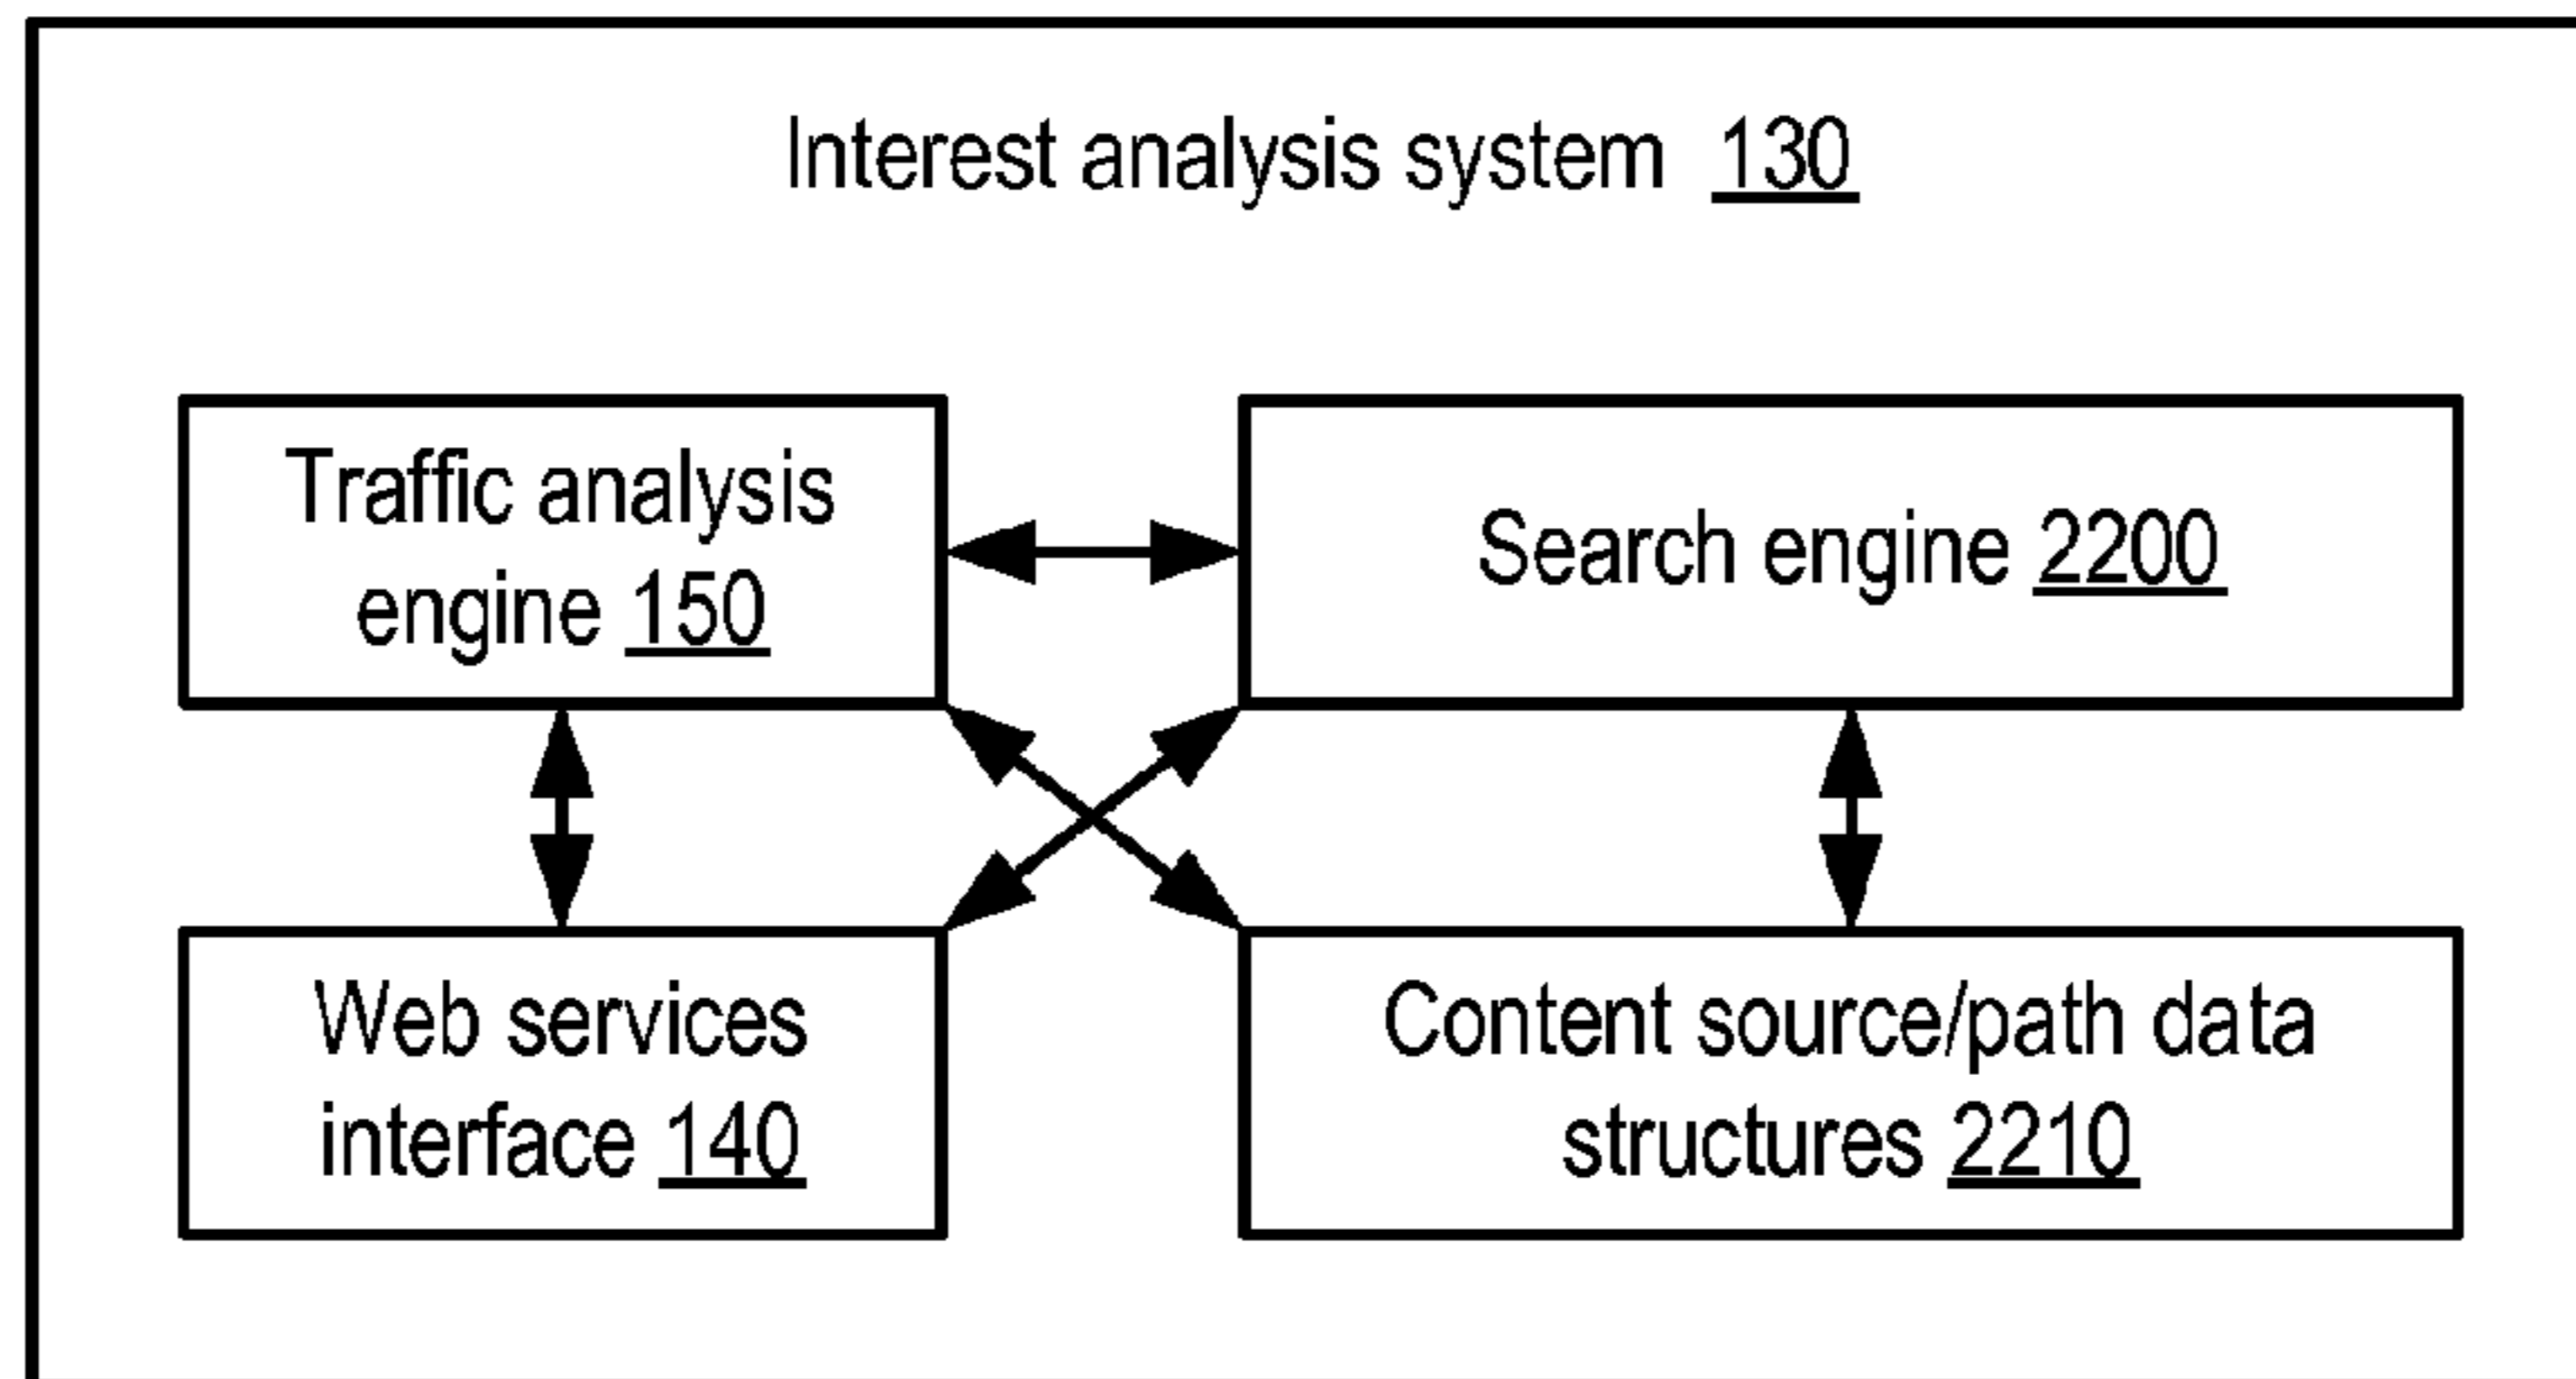 Interest analysis system 130
Traffic analysis
engine 150
Search engine 2200
Web services
interface 140
Content source/path data
structures 2210